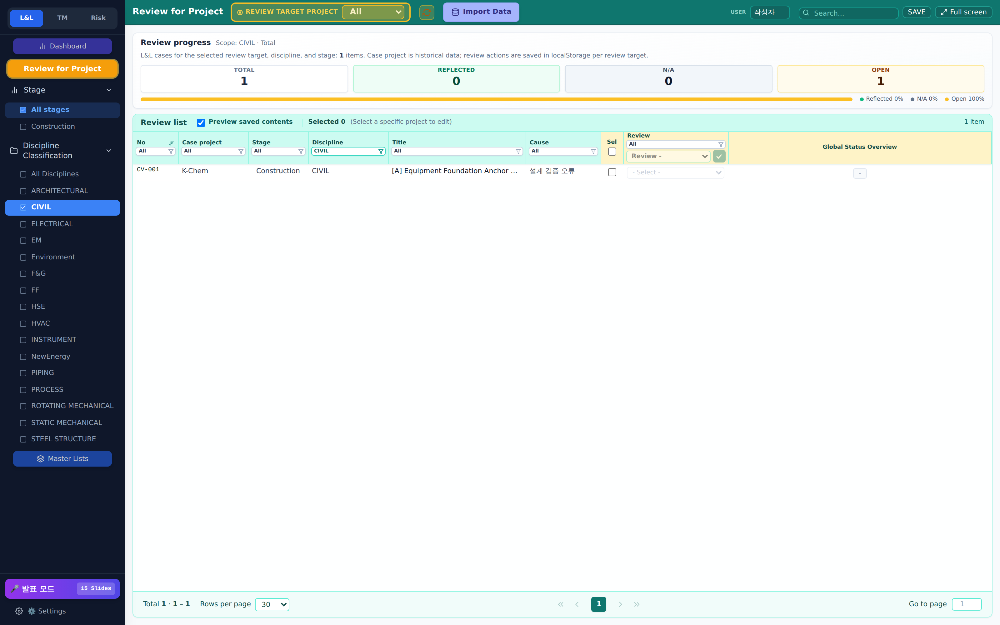 L&L TM Risk
Dashboard
Review for Project
Stage
All stages
Construction
Discipline
Classification
All Disciplines
ARCHITECTURAL
CIVIL
ELECTRICAL
EM
Environment
F&G
FF
HSE
HVAC
INSTRUMENT
NewEnergy
PIPING
PROCESS
ROTATING MECHANICAL
STATIC MECHANICAL
STEEL STRUCTURE
Master Lists
🎤 발표 모드 15 Slides
⚙️ Settings
Review for Project REVIEW TARGET PROJECT All Import Data USER 작성자 Search... SAVE Full screen
Review progress Scope: CIVIL · Total
L&L cases for the selected review target, discipline, and stage: 1 items. Case project is historical data; review actions are saved in localStorage per review target.
TOTAL REFLECTED N/A OPEN
1 0 0 1
Reflected 0% N/A 0% Open 100%
Review list Preview saved contents Selected 0 (Select a specific project to edit) 1 item
No Case project Stage Discipline Title Cause Sel Review Global Status Overview
All All All CIVIL All All All
Review -
CV-001 K-Chem Construction CIVIL [A] Equipment Foundation Anchor ... 설계 검증 오류 - Select - -
Total 1 · 1 – 1 Rows per page 30 « ‹ 1 › » Go to page 1